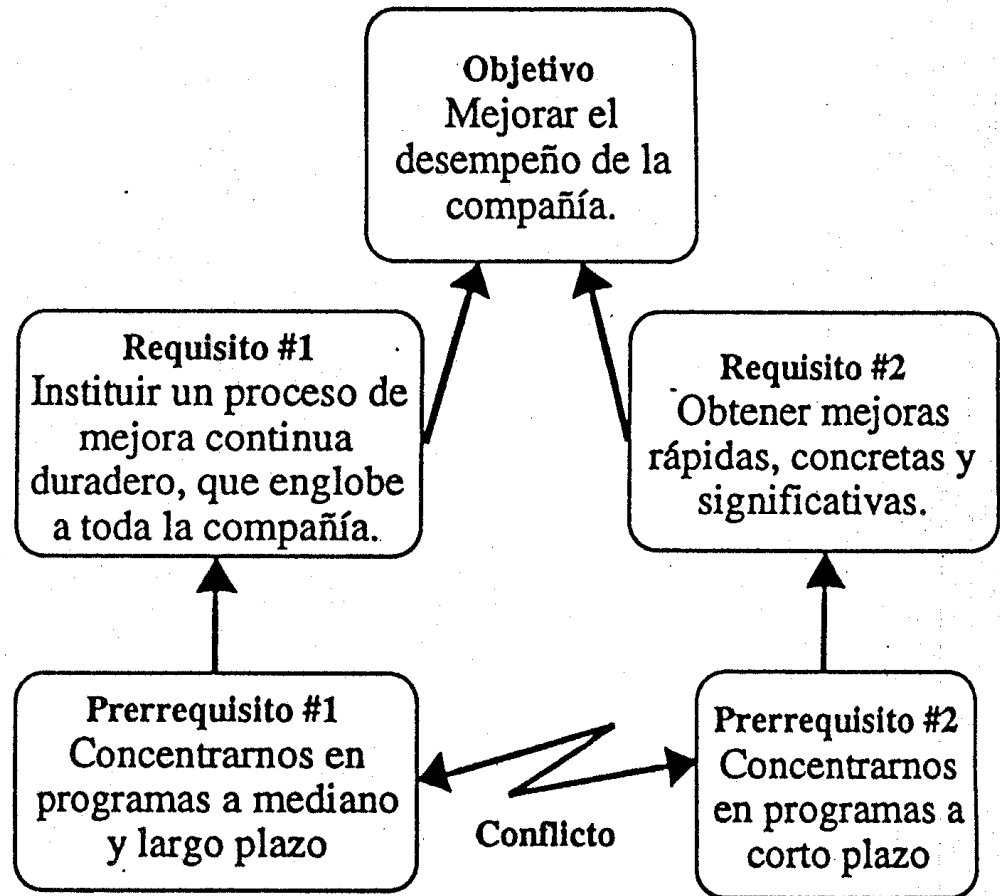 Objetivo
Mejorar el
desempeño de la
compañía.
Requisito #1
Instituir un proceso de
mejora continua
duradero, que englobe
a toda la compañía.
Requisito #2
Obtener mejoras
rápidas, concretas y
significativas.
Prerrequisito #1
Concentrarnos en
programas a mediano
y largo plazo
Conflicto
Prerrequisito #2
Concentrarnos
en programas a
corto plazo